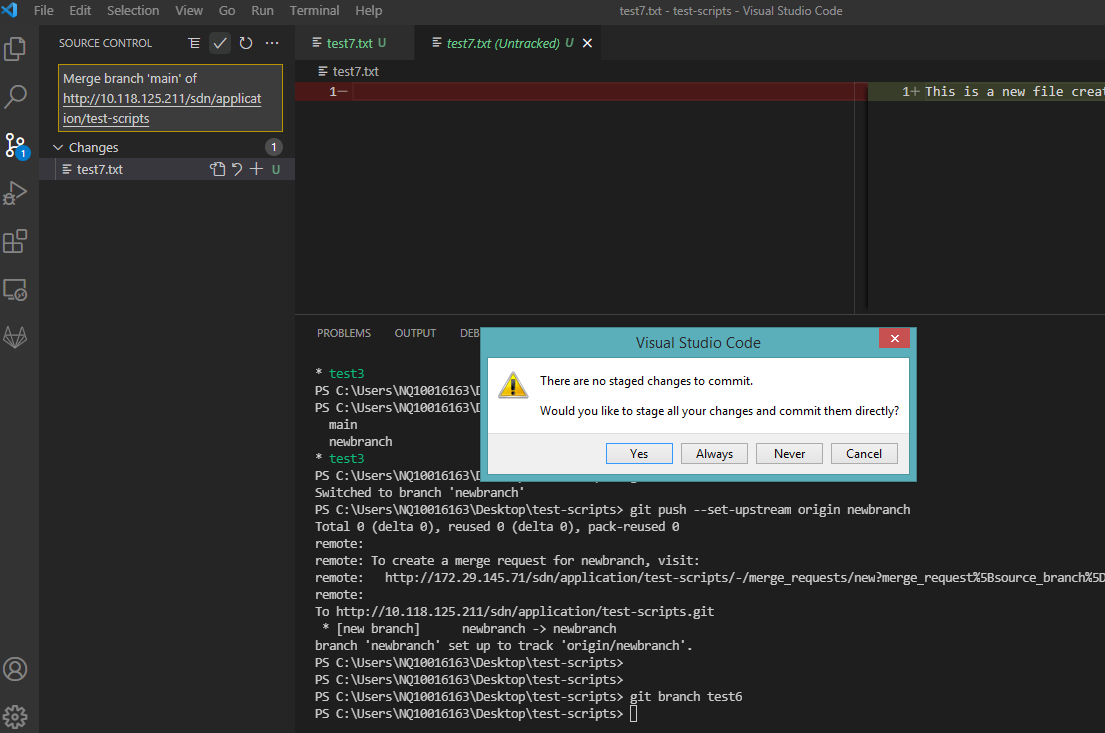 File Edit Selection View Go Run Terminal Help
test7.txt - test-scripts - Visual Studio Code
SOURCE CONTROL
Merge branch 'main' of
http://10.118.125.211/sdn/applicat
ion/test-scripts
Changes 1
test7.txt U
1
test7.txt U
test7.txt (Untracked) U
test7.txt
1
1+ This is a new file
PROBLEMS OUTPUT
* test3
PS C:\Users\NQ10016163\
PS C:\Users\NQ10016163\
main
newbranch
* test3
PS C:\Users\NQ10016163\
Switched to branch 'newbranch'
PS C:\Users\NQ10016163\Desktop\test-scripts> git push --set-upstream origin newbranch
Total 0 (delta 0), reused 0 (delta 0), pack-reused 0
remote:
remote: To create a merge request for newbranch, visit:
remote:   http://172.29.145.71/sdn/application/test-scripts/-/merge_requests/new?merge_request%5Bsource_branch%5D
remote:
To http://10.118.125.211/sdn/application/test-scripts.git
* [new branch]      newbranch -> newbranch
branch 'newbranch' set up to track 'origin/newbranch'.
PS C:\Users\NQ10016163\Desktop\test-scripts>
PS C:\Users\NQ10016163\Desktop\test-scripts>
PS C:\Users\NQ10016163\Desktop\test-scripts> git branch test6
PS C:\Users\NQ10016163\Desktop\test-scripts>
Visual Studio Code
There are no staged changes to commit.
Would you like to stage all your changes and commit them directly?
Yes Always Never Cancel